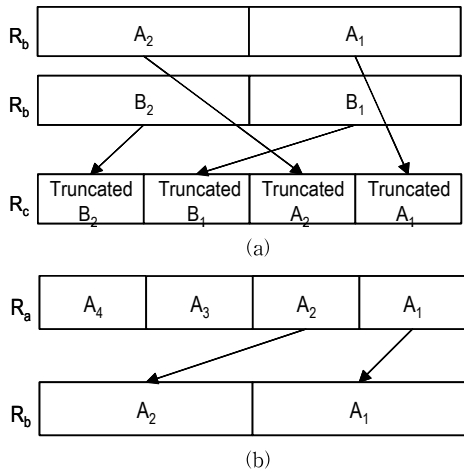 R_b A_2 A_1
R_b B_2 B_1
R_c Truncated B_2 Truncated B_1 Truncated A_2 Truncated A_1
(a)
R_a A_4 A_3 A_2 A_1
R_b A_2 A_1
(b)